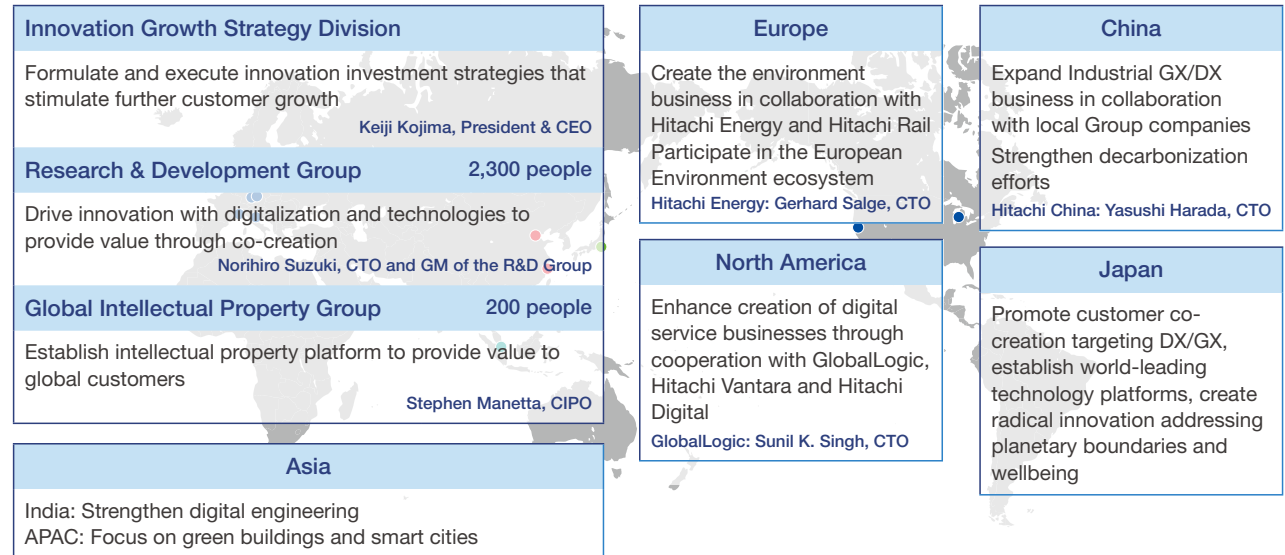 Innovation Growth Strategy Division
Formulate and execute innovation investment strategies that
stimulate further customer growth
Keiji Kojima, President & CEO
Research & Development Group 2,300 people
Drive innovation with digitalization and technologies to
provide value through co-creation
Norihiro Suzuki, CTO and GM of the R&D Group
Global Intellectual Property Group 200 people
Establish intellectual property platform to provide value to
global customers
Stephen Manetta, CIPO
Asia
India: Strengthen digital engineering
APAC: Focus on green buildings and smart cities
Europe
Create the environment
business in collaboration with
Hitachi Energy and Hitachi Rail
Participate in the European
Environment ecosystem
Hitachi Energy: Gerhard Salge, CTO
North America
Enhance creation of digital
service businesses through
cooperation with GlobalLogic,
Hitachi Vantara and Hitachi
Digital
GlobalLogic: Sunil K. Singh, CTO
China
Expand Industrial GX/DX
business in collaboration
with local Group companies
Strengthen decarbonization
efforts
Hitachi China: Yasushi Harada, CTO
Japan
Promote customer co-
creation targeting DX/GX,
establish world-leading
technology platforms, create
radical innovation addressing
planetary boundaries and
wellbeing